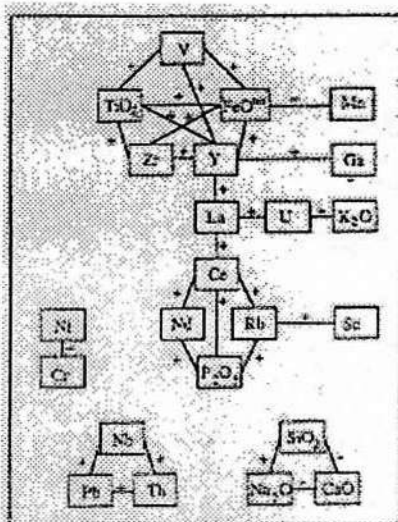 V
TiO₂ FeOtot Mn
Zr Y Ga
La U K₂O
Ce
Ni Nd Rb Sc
Cr P₂O₅
Nb SiO₂
Pb Th Na₂O CaO